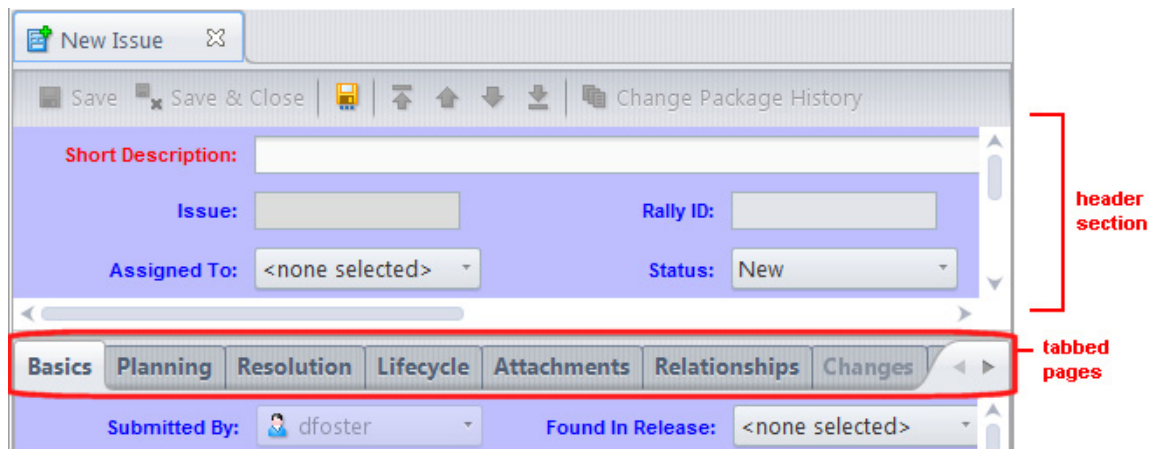 New Issue
Save Save & Close Change Package History
Short Description:
Issue: Rally ID:
Assigned To: <none selected> Status: New
header
section
Basics Planning Resolution Lifecycle Attachments Relationships Changes
tabbed
pages
Submitted By: dfoster Found In Release: <none selected>